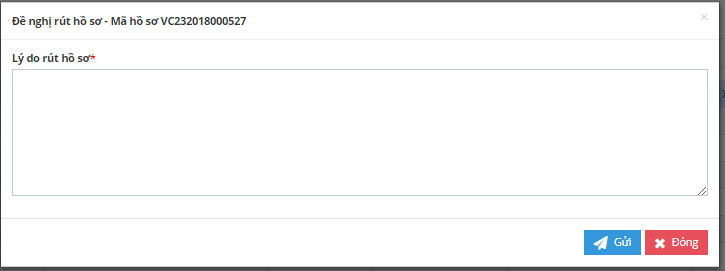 Đề nghị rút hồ sơ - Mã hồ sơ VC232018000527
×
Lý do rút hồ sơ*
Gửi
Đóng